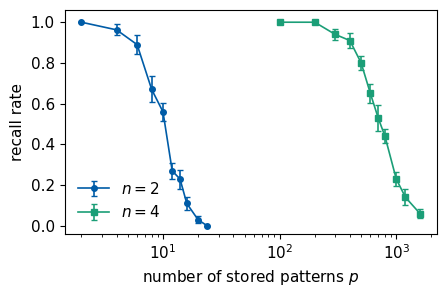 1.0
0.8
0.6
0.4
0.2
0.0
recall rate
n = 2
n = 4
10¹
10²
10³
number of stored patterns p